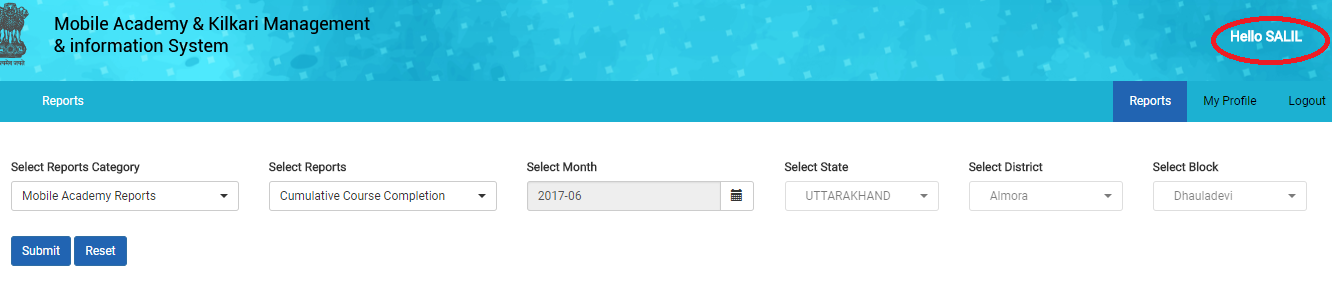 Mobile Academy & Kilkari Management
& information System
Hello SALIL
Reports
Reports My Profile Logout
Select Reports Category Select Reports Select Month Select State Select District Select Block
Mobile Academy Reports Cumulative Course Completion 2017-06 UTTARAKHAND Almora Dhauladevi
Submit Reset